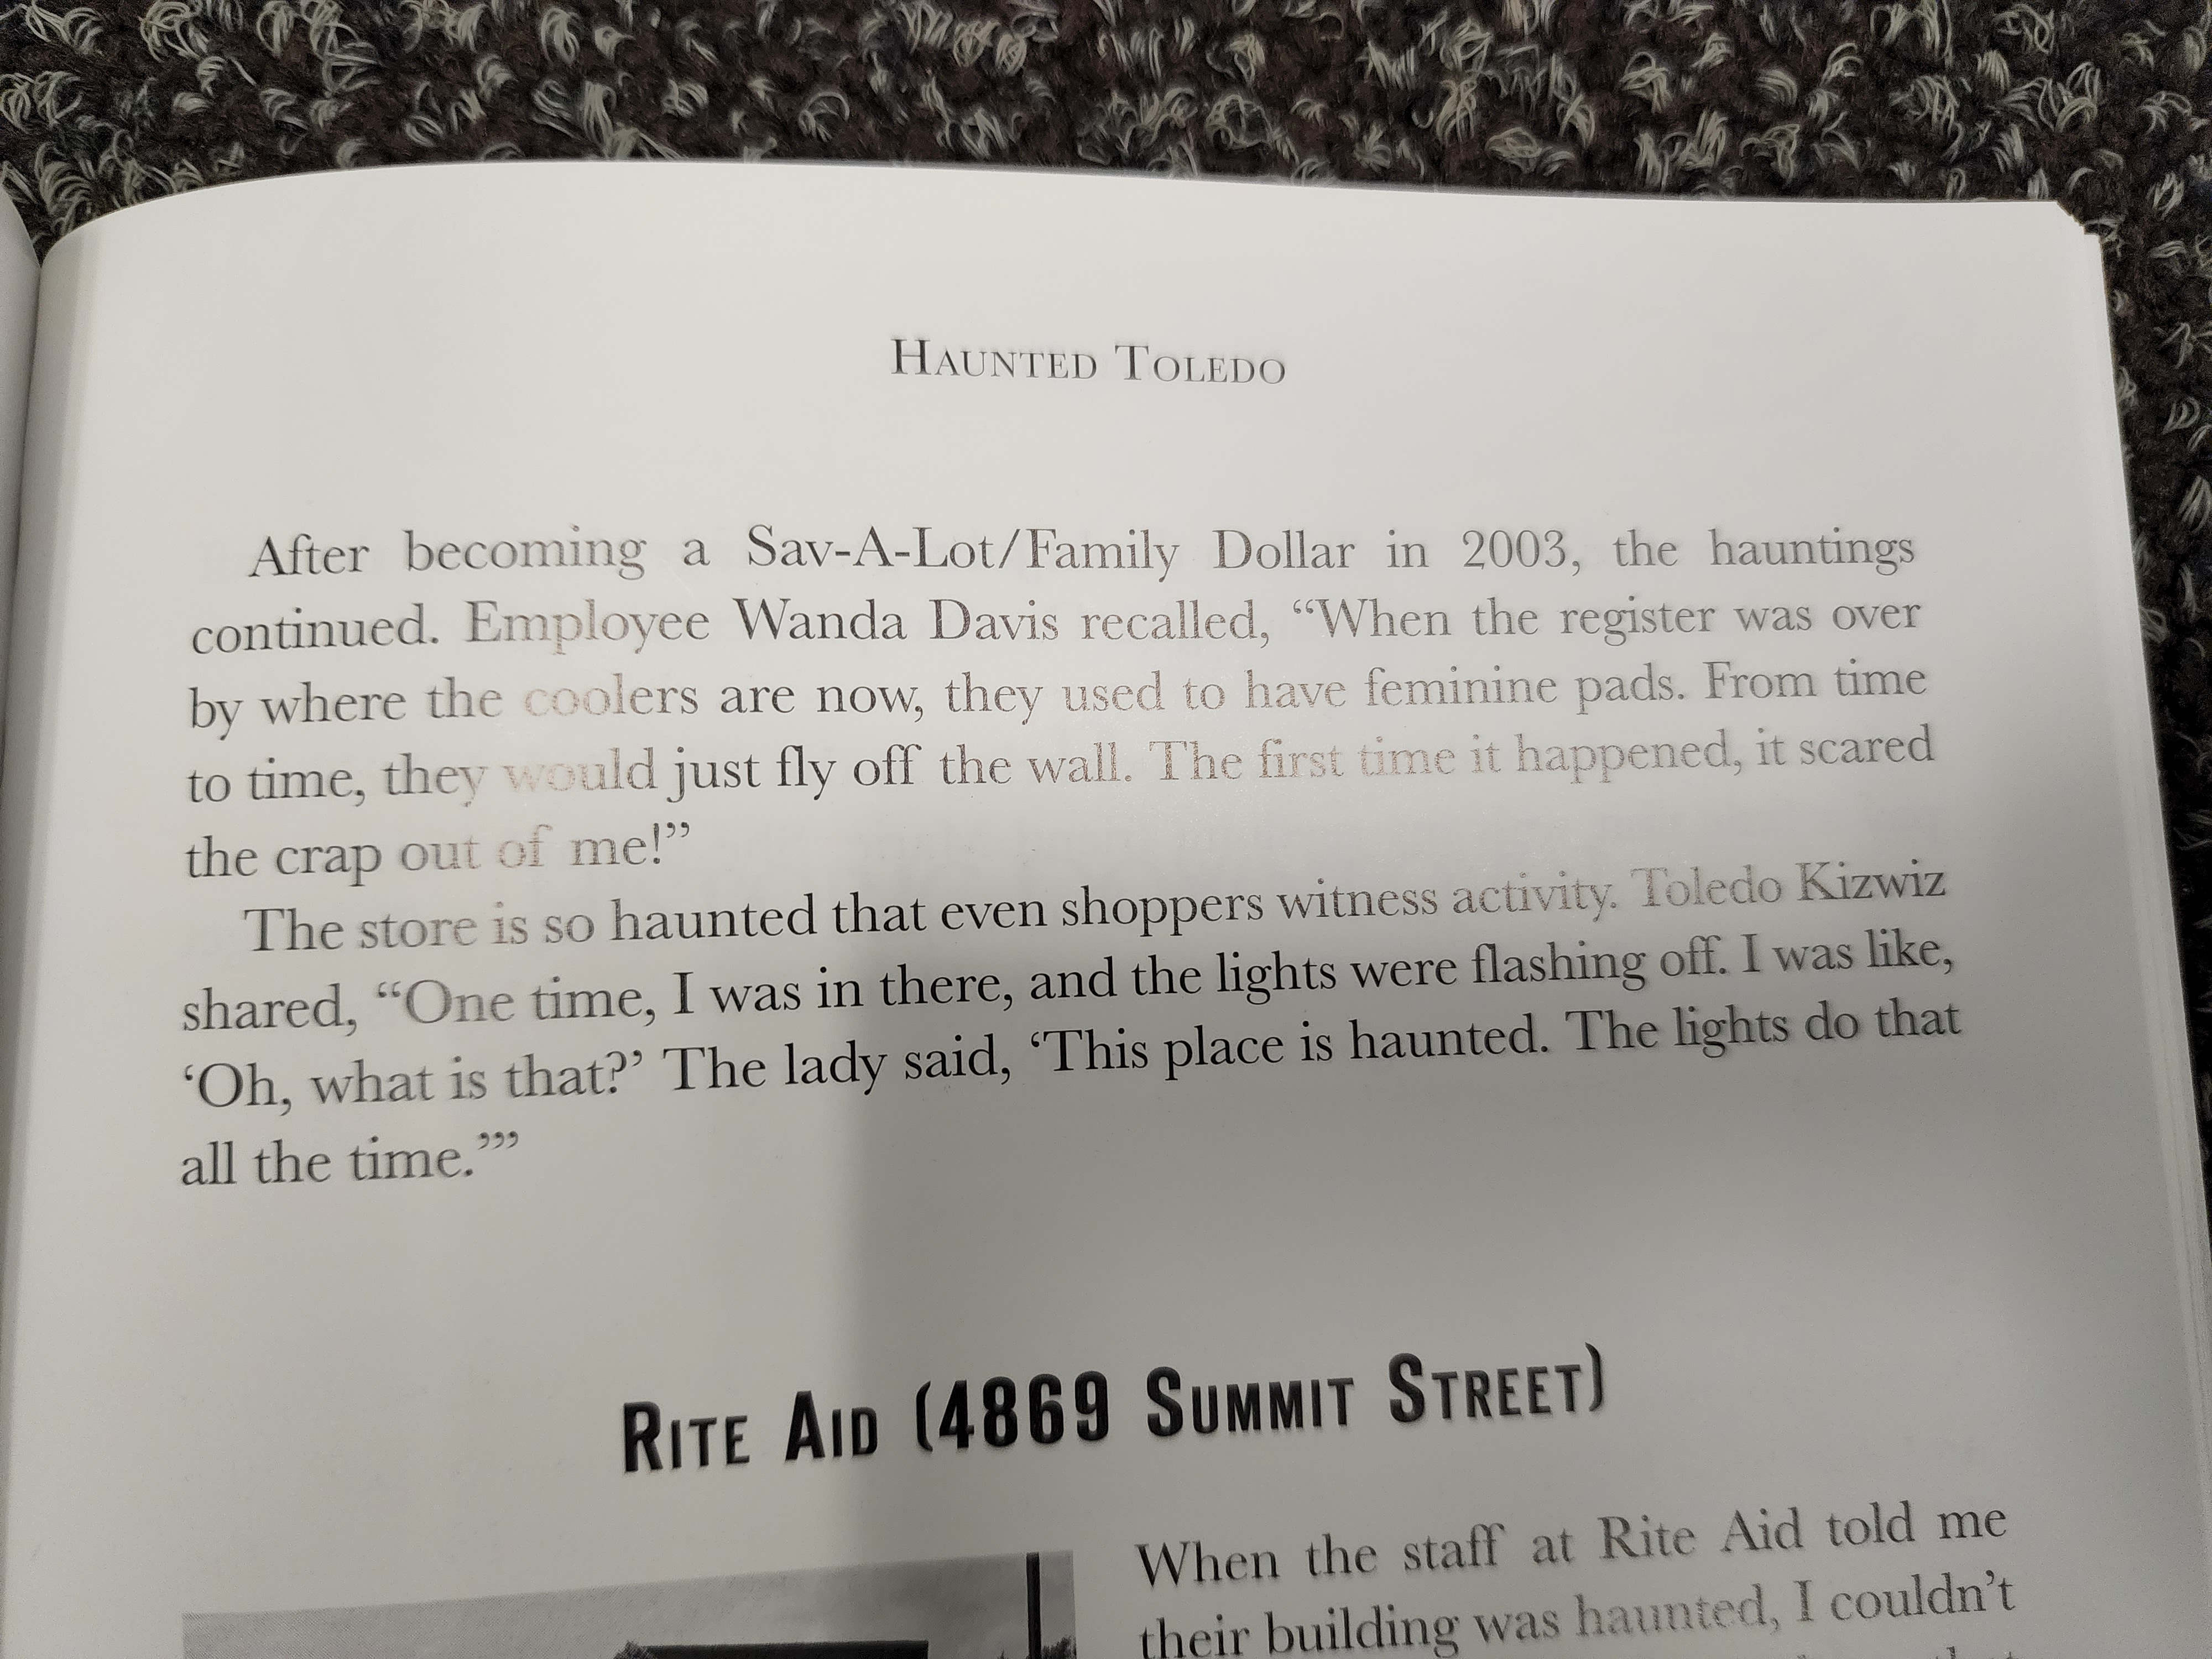 Haunted Toledo
After becoming a Sav-A-Lot/Family Dollar in 2003, the hauntings
continued. Employee Wanda Davis recalled, “When the register was over
by where the coolers are now, they used to have feminine pads. From time
to time, they would just fly off the wall. The first time it happened, it scared
the crap out of me!”
The store is so haunted that even shoppers witness activity. Toledo Kizwiz
shared, “One time, I was in there, and the lights were flashing off. I was like,
‘Oh, what is that?’ The lady said, ‘This place is haunted. The lights do that
all the time.’”
Rite Aid (4869 Summit Street)
When the staff at Rite Aid told me
their building was haunted, I couldn’t